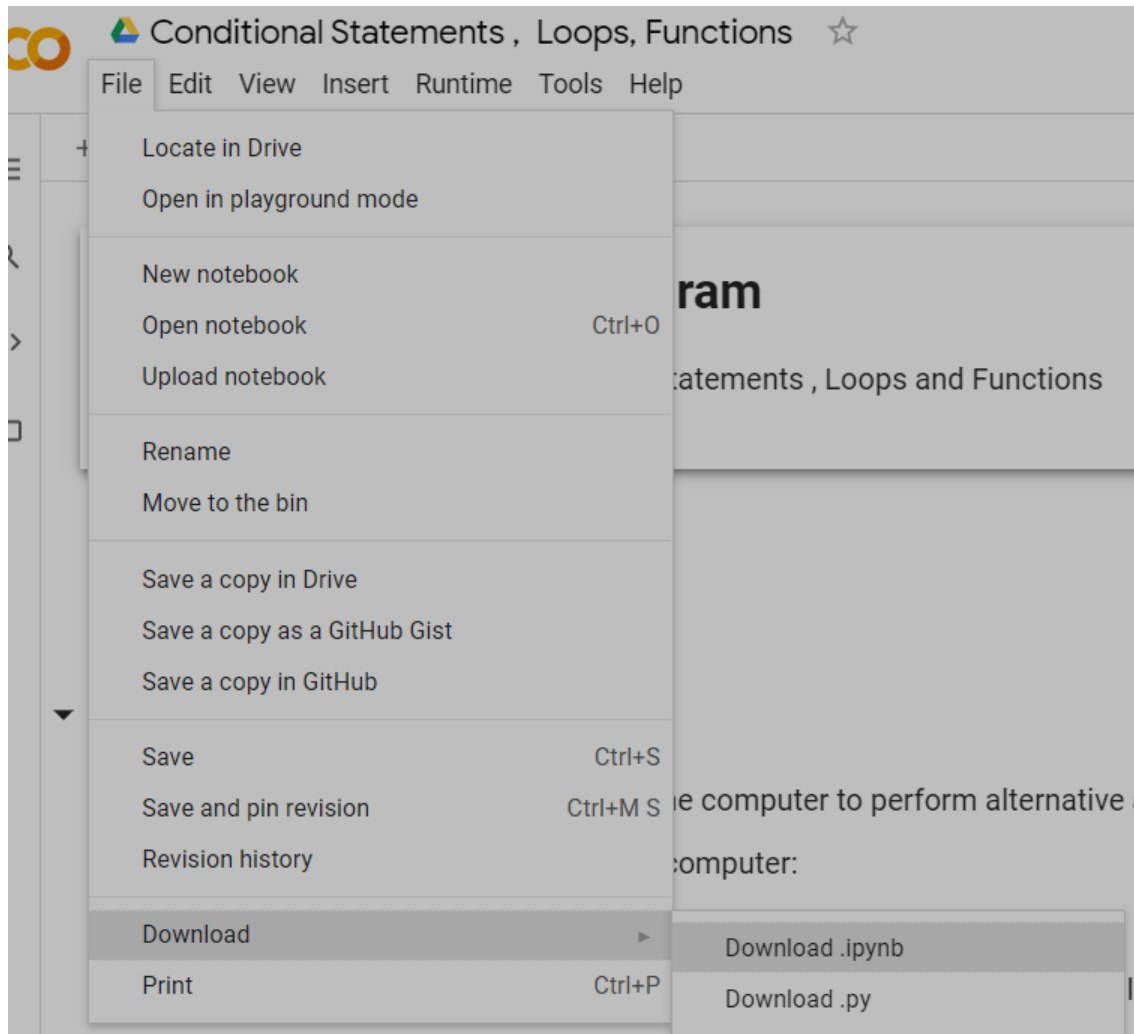 CO Conditional Statements , Loops, Functions
File Edit View Insert Runtime Tools Help
+
Locate in Drive
Open in playground mode
New notebook
ram
Open notebook Ctrl+O
Upload notebook
tatements , Loops and Functions
Rename
Move to the bin
Save a copy in Drive
Save a copy as a GitHub Gist
Save a copy in GitHub
Save Ctrl+S
Save and pin revision Ctrl+M S
e computer to perform alternative
Revision history
computer:
Download
Download .ipynb
Print Ctrl+P
Download .py